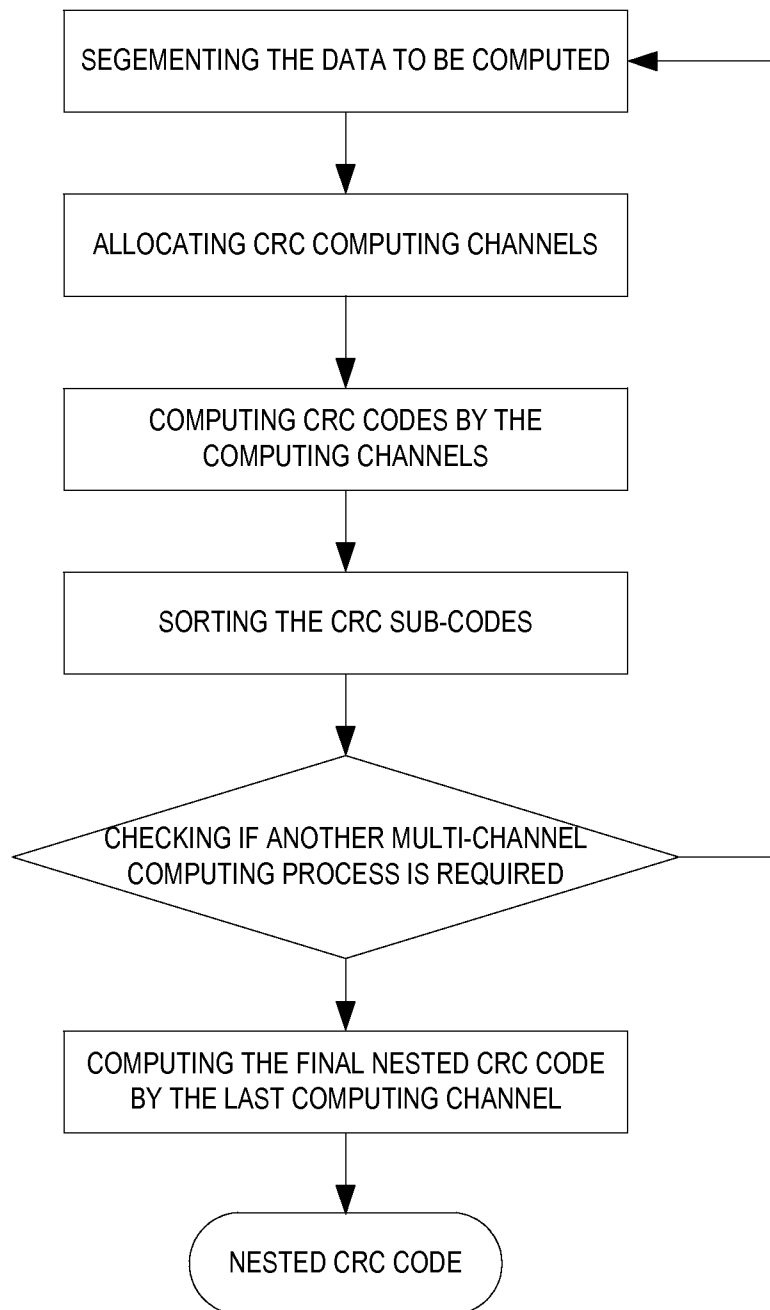 SEGEMENTING THE DATA TO BE COMPUTED
ALLOCATING CRC COMPUTING CHANNELS
COMPUTING CRC CODES BY THE
COMPUTING CHANNELS
SORTING THE CRC SUB-CODES
CHECKING IF ANOTHER MULTI-CHANNEL
COMPUTING PROCESS IS REQUIRED
COMPUTING THE FINAL NESTED CRC CODE
BY THE LAST COMPUTING CHANNEL
NESTED CRC CODE